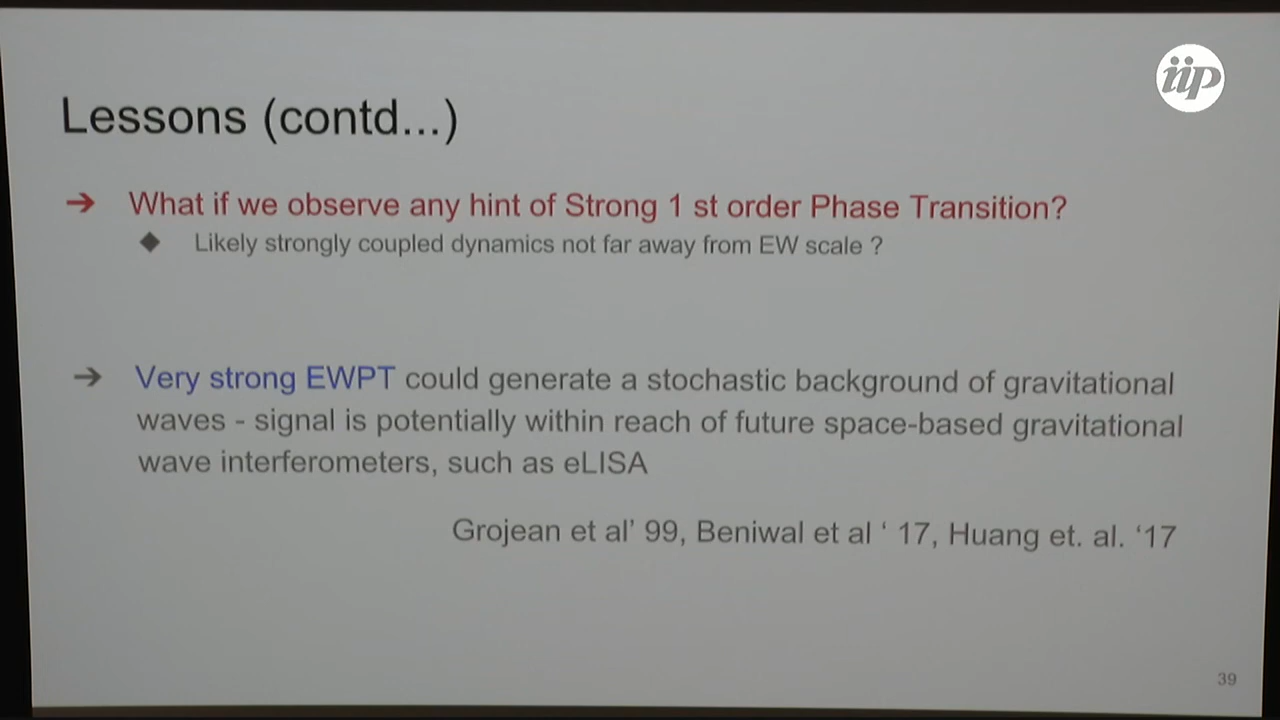 iip
Lessons (contd...)
➔ What if we observe any hint of Strong 1 st order Phase Transition?
◆ Likely strongly coupled dynamics not far away from EW scale ?
➔ Very strong EWPT could generate a stochastic background of gravitational
waves - signal is potentially within reach of future space-based gravitational
wave interferometers, such as eLISA
Grojean et al’ 99, Beniwal et al ‘ 17, Huang et. al. ‘17
39